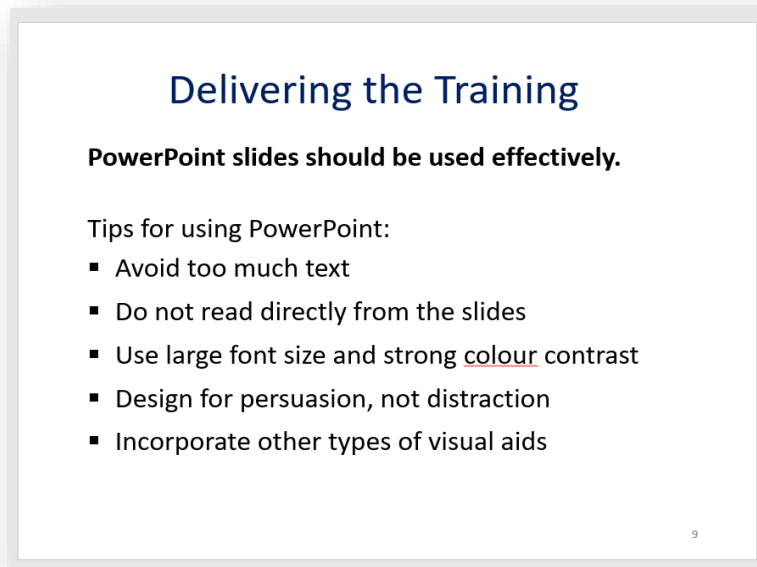 Delivering the Training
PowerPoint slides should be used effectively.
Tips for using PowerPoint:
▪ Avoid too much text
▪ Do not read directly from the slides
▪ Use large font size and strong colour contrast
▪ Design for persuasion, not distraction
▪ Incorporate other types of visual aids
9